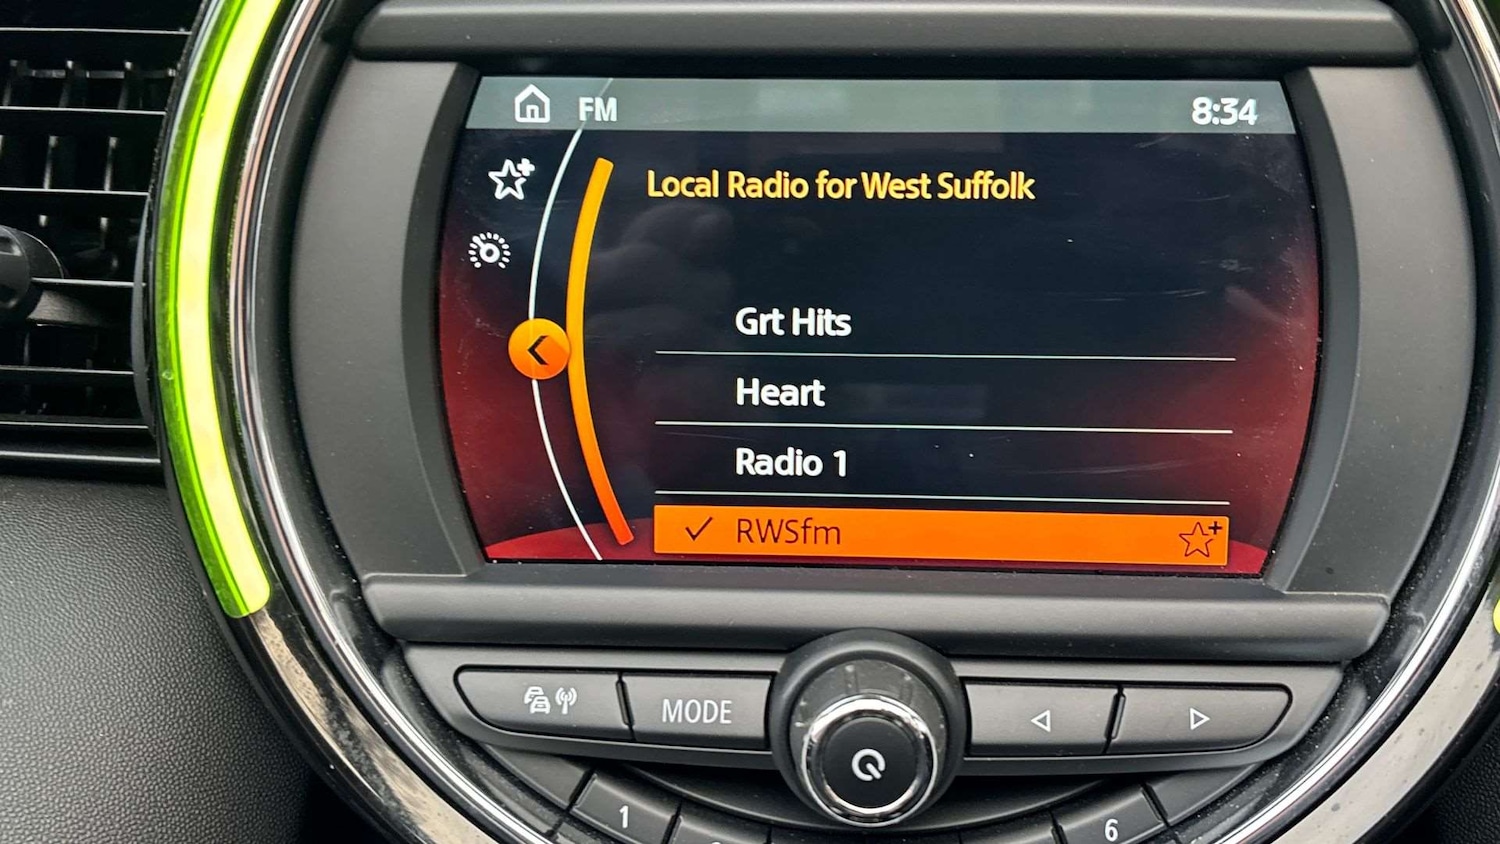 FM
8:34
Local Radio for West Suffolk
Grt Hits
Heart
Radio 1
RWSfm
MODE
1
6